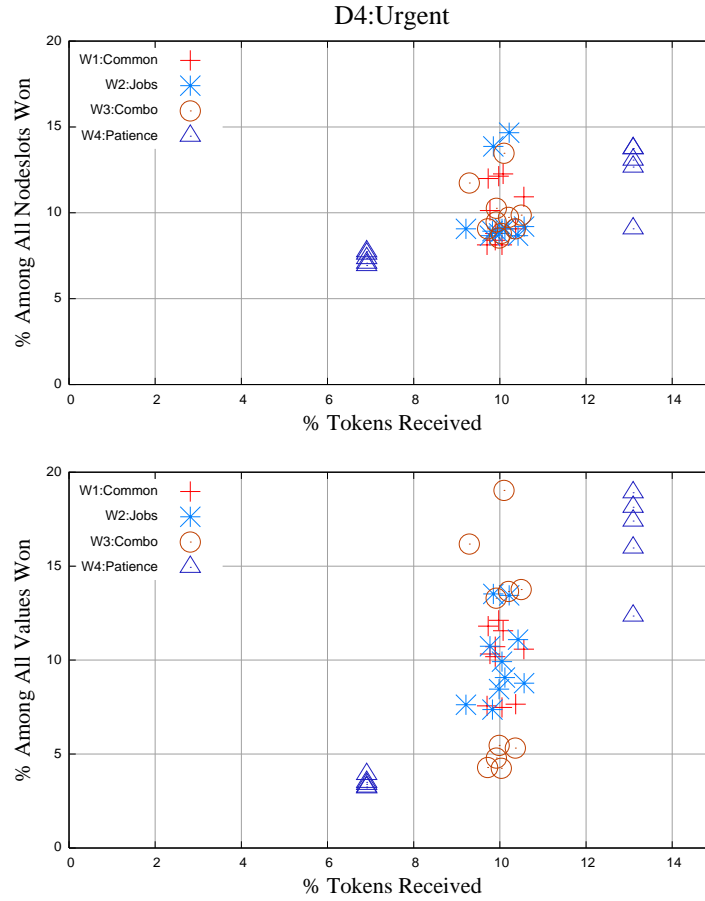 D4:Urgent
20
15
10
5
0
% Among All Nodeslots Won
W1:Common
W2:Jobs
W3:Combo
W4:Patience
0 2 4 6 8 10 12 14
% Tokens Received
20
15
10
5
0
% Among All Values Won
W1:Common
W2:Jobs
W3:Combo
W4:Patience
0 2 4 6 8 10 12 14
% Tokens Received